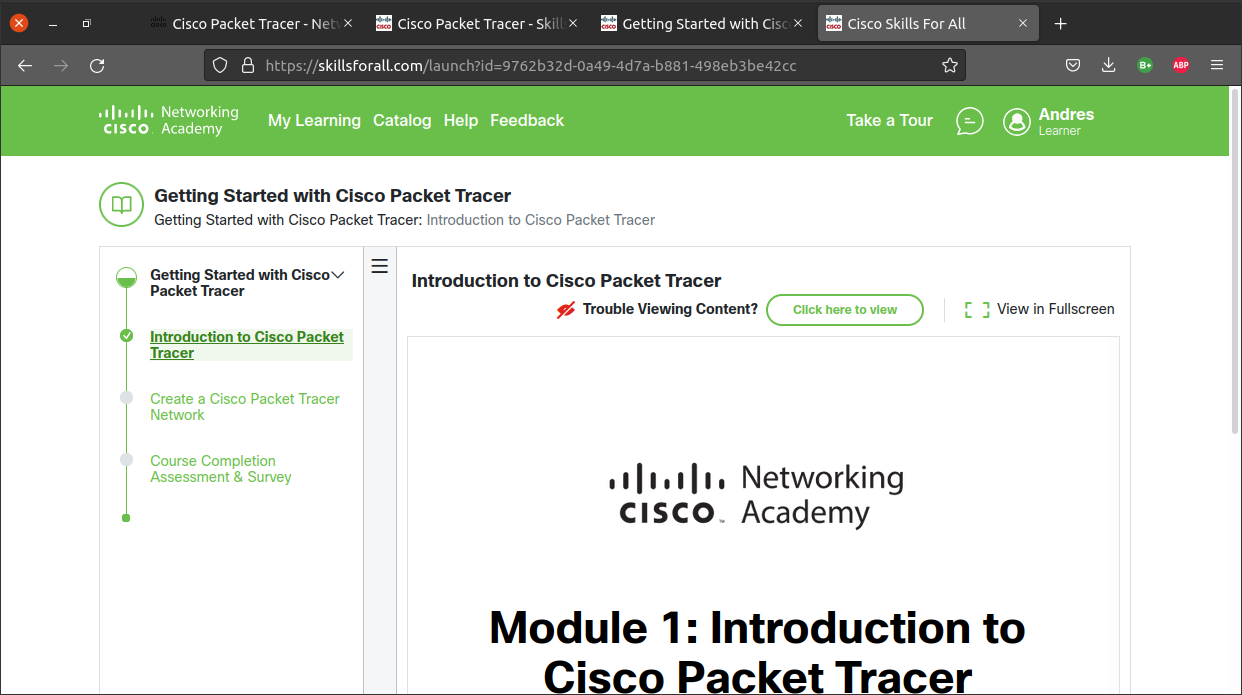 Cisco Packet Tracer - Net
Cisco Packet Tracer - Skil
Getting Started with Cisc
Cisco Skills For All
https://skillsforall.com/launch?id=9762b32d-0a49-4d7a-b881-498eb3be42cc
B+
ABP
CISCO Networking Academy
My Learning Catalog Help Feedback
Take a Tour
Andres
Learner
Getting Started with Cisco Packet Tracer
Getting Started with Cisco Packet Tracer: Introduction to Cisco Packet Tracer
Getting Started with Cisco
Packet Tracer
Introduction to Cisco Packet
Tracer
Create a Cisco Packet Tracer
Network
Course Completion
Assessment & Survey
Introduction to Cisco Packet Tracer
Trouble Viewing Content? Click here to view View in Fullscreen
Networking
CISCO Academy
Module 1: Introduction to
Cisco Packet Tracer